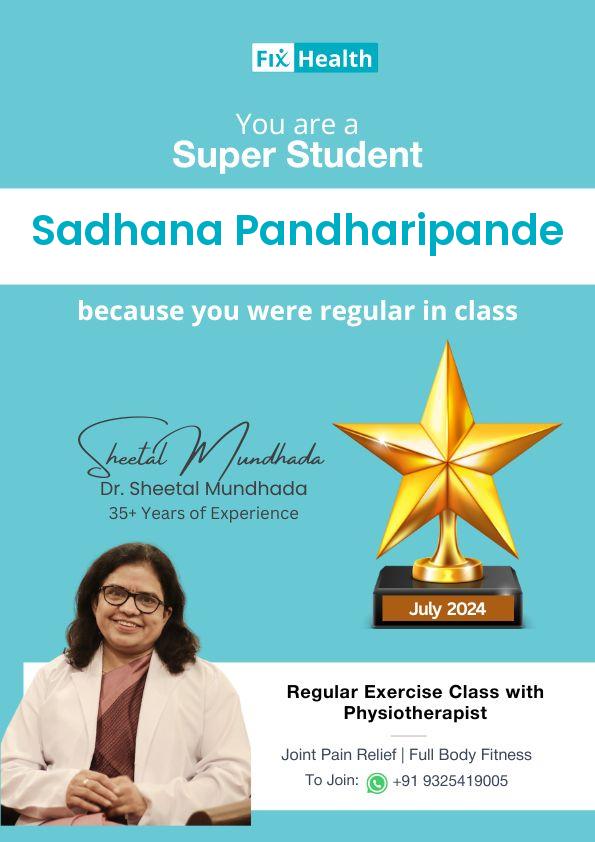 Fix Health
You are a
Super Student
Sadhana Pandharipande
because you were regular in class
Sheetal Mundhada
Dr. Sheetal Mundhada
35+ Years of Experience
July 2024
Regular Exercise Class with
Physiotherapist
Joint Pain Relief | Full Body Fitness
To Join: +91 9325419005